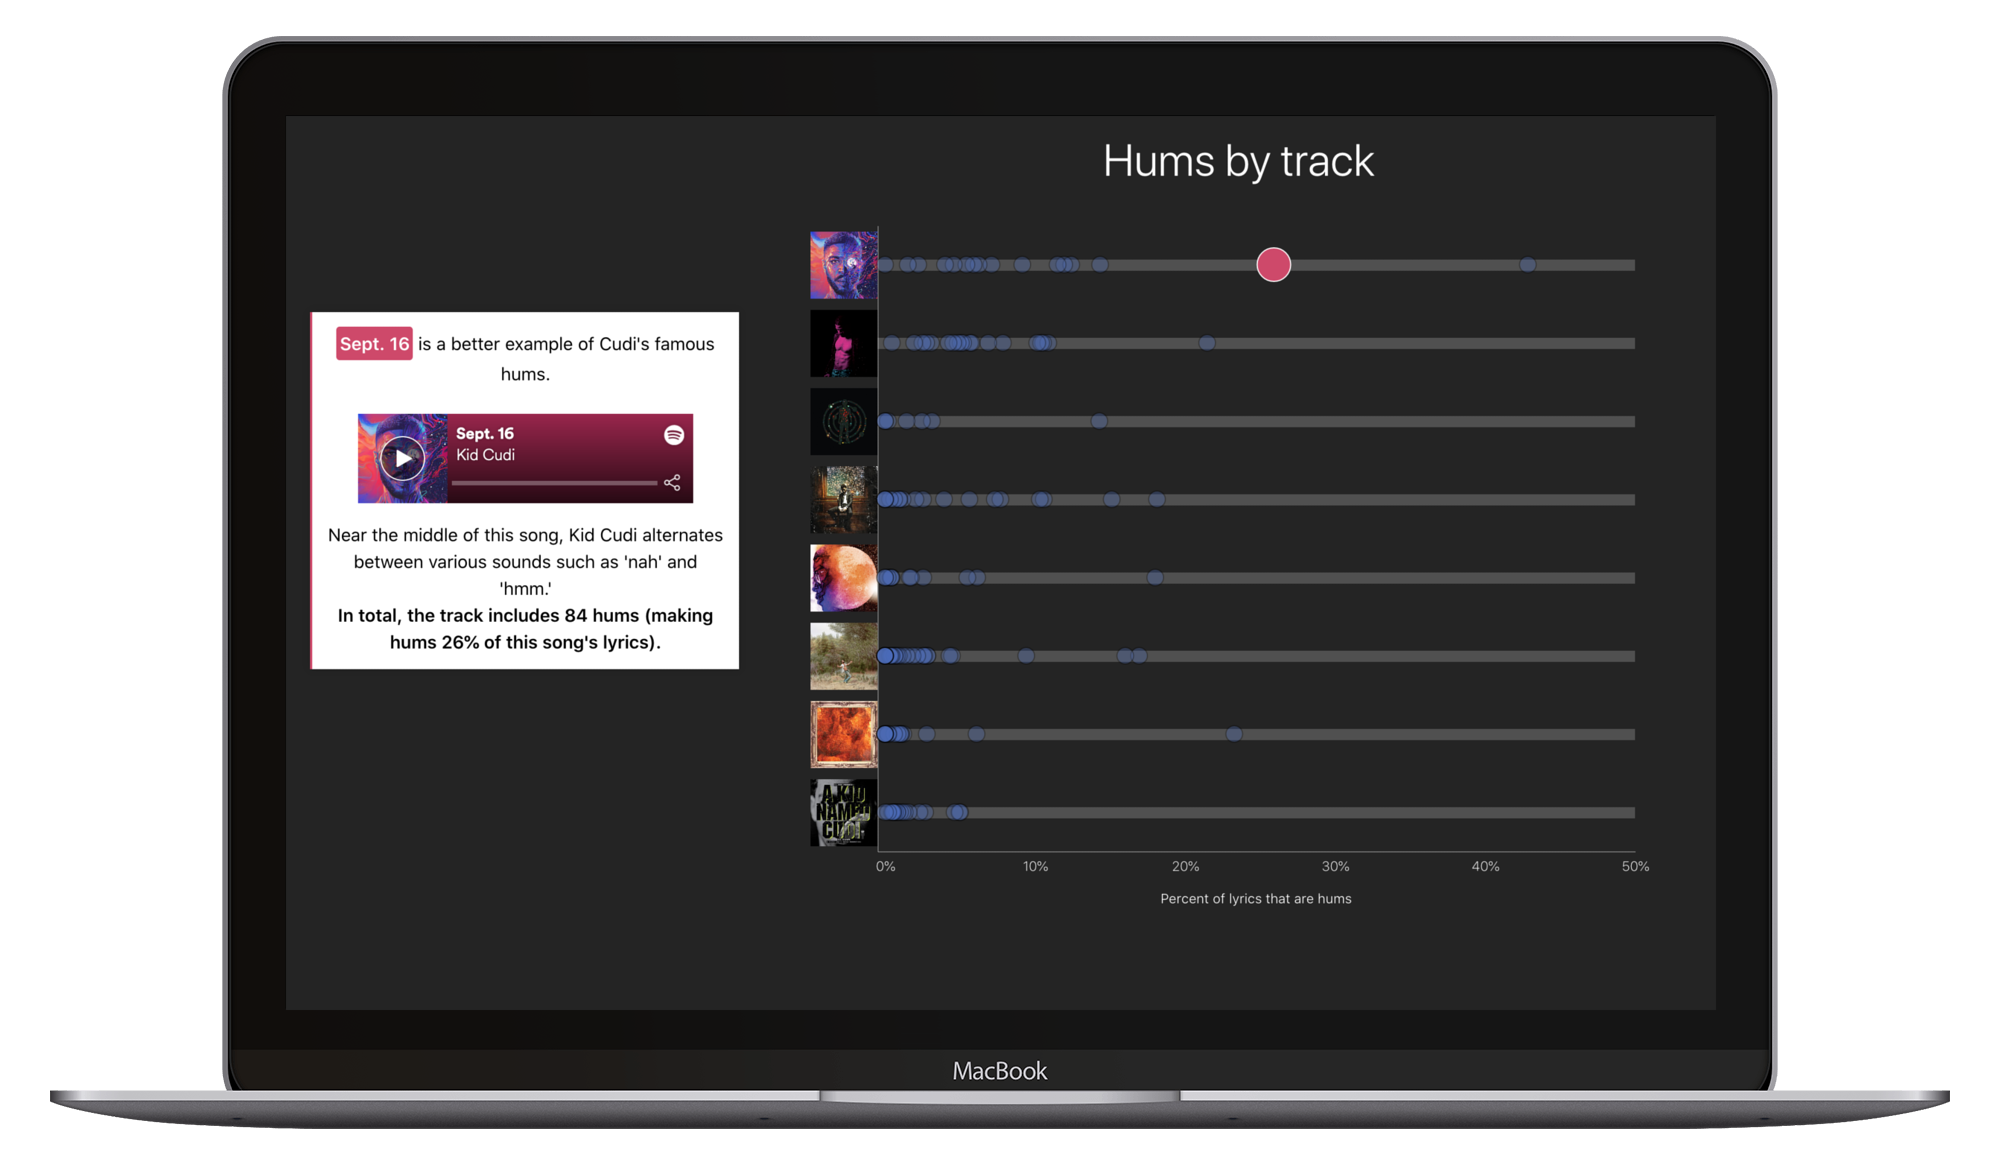 Hums by track
Sept. 16 is a better example of Cudi's famous
hums.
Sept. 16
Kid Cudi
Near the middle of this song, Kid Cudi alternates
between various sounds such as 'nah' and
'hmm.'
In total, the track includes 84 hums (making
hums 26% of this song's lyrics).
A KID
NAMED
CUDI
0% 10% 20% 30% 40% 50%
Percent of lyrics that are hums
MacBook